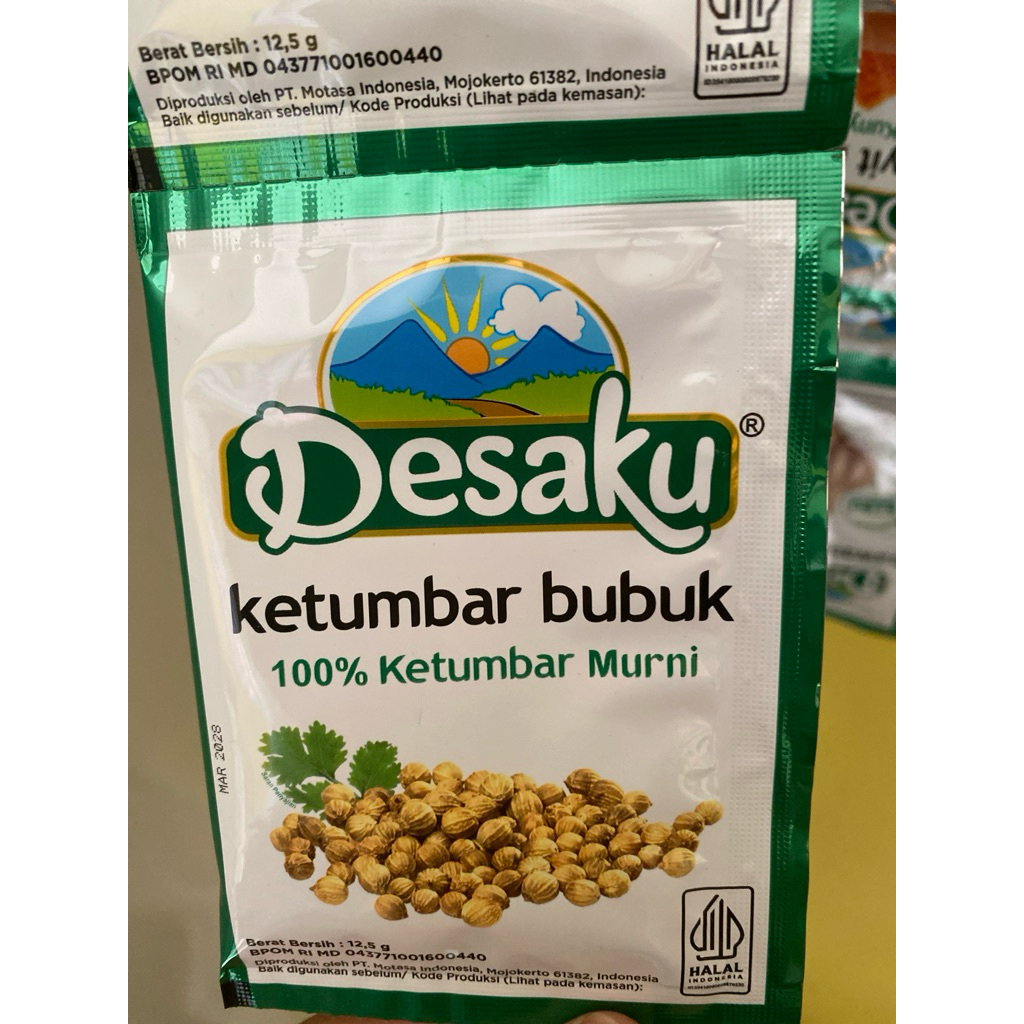 Berat Bersih : 12,5 g
BPOM RI MD 043771001600440
Diproduksi oleh PT. Motasa Indonesia, Mojokerto 61382, Indonesia
Baik digunakan sebelum/ Kode Produksi (Lihat pada kemasan):
HALAL
INDONESIA
Desaku®
ketumbar bubuk
100% Ketumbar Murni
MAR 2028
Saran Penyajian
Berat Bersih : 12,5 g
BPOM RI MD 043771001600440
Diproduksi oleh PT. Motasa Indonesia, Mojokerto 61382, Indonesia
Baik digunakan sebelum/ Kode Produksi (Lihat pada kemasan):
HALAL
INDONESIA